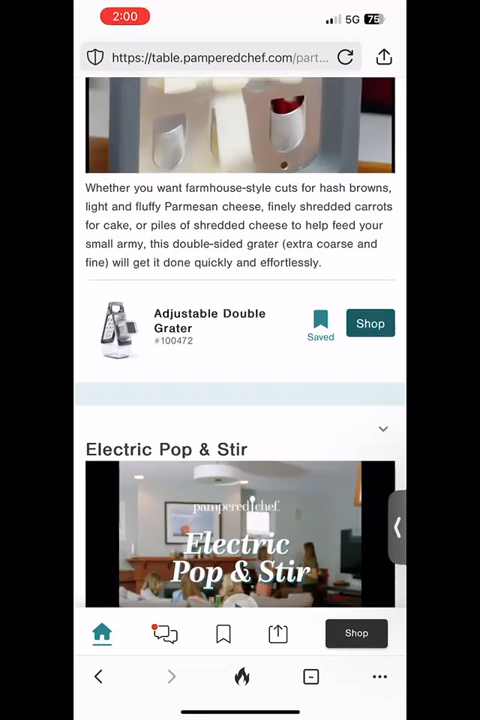 2:00
5G 75
https://table.pamperedchef.com/part...
Whether you want farmhouse-style cuts for hash browns,
light and fluffy Parmesan cheese, finely shredded carrots
for cake, or piles of shredded cheese to help feed your
small army, this double-sided grater (extra coarse and
fine) will get it done quickly and effortlessly.
Adjustable Double
Grater
#100472
Saved
Shop
Electric Pop & Stir
pampered chef.
Electric
Pop & Stir
Shop